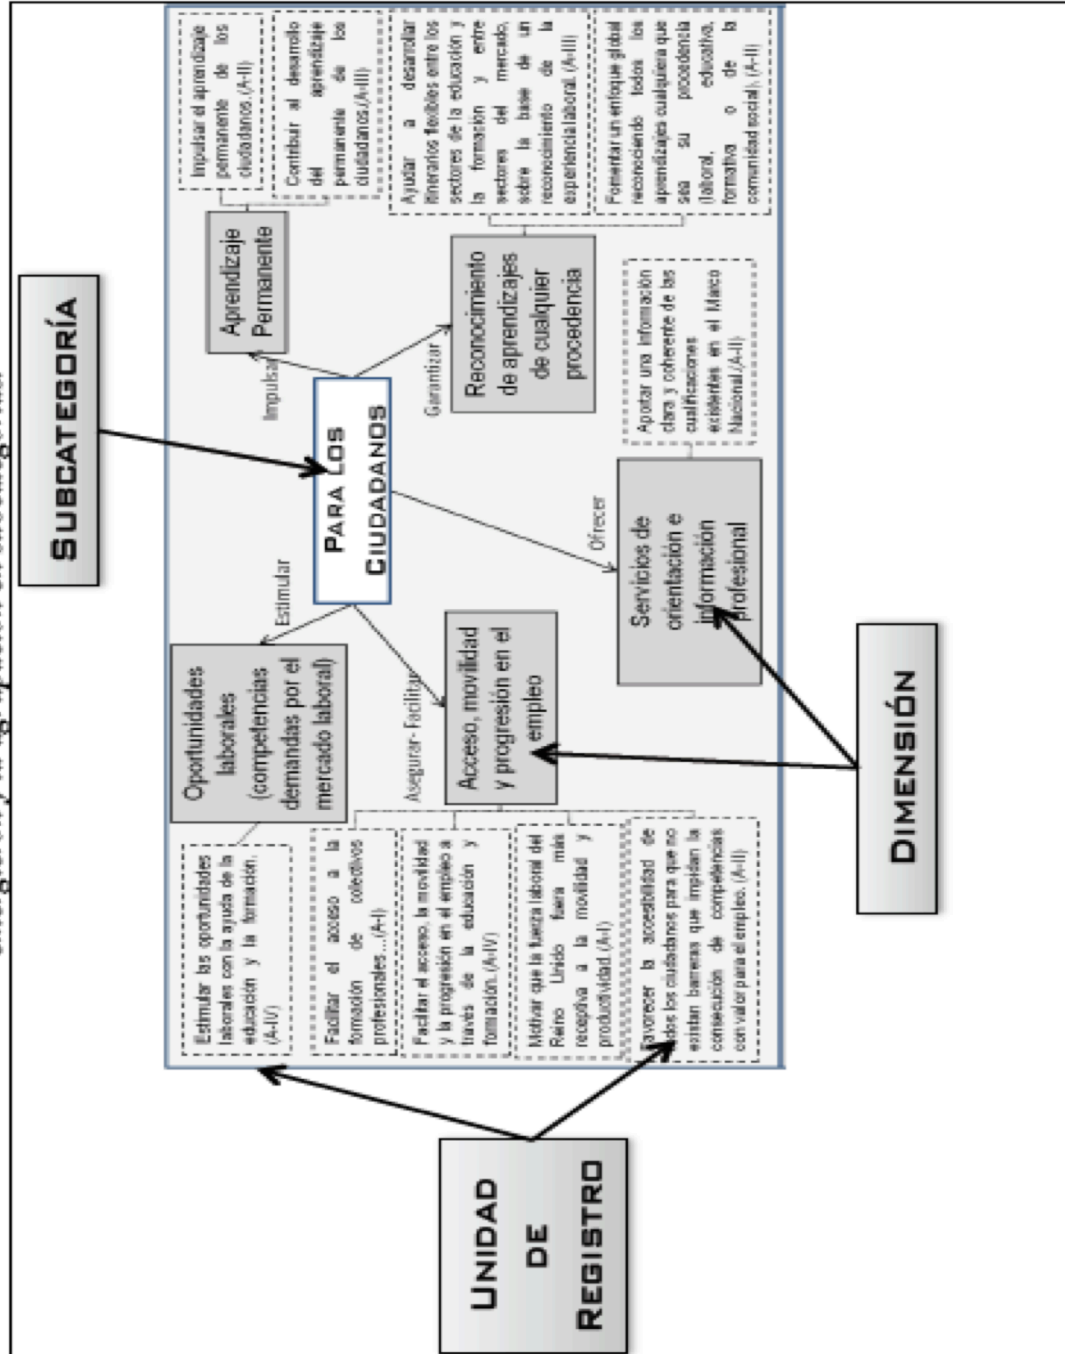 SUBCATEGORÍA
Estimular las oportunidades
laborales con la ayuda de la
educación y la formación.
(A-IV)
Oportunidades
laborales
(competencias
demandas por el
mercado laboral)
Estimular
Impulsar
Aprendizaje
Permanente
Impulsar el aprendizaje
permanente de los
ciudadanos.(A-II)
Contribuir al desarrollo
del aprendizaje
permanente de los
ciudadanos.(A-III)
PARA LOS
CIUDADANOS
Facilitar el acceso a la
formación de colectivos
profesionales...(A-I)
Facilitar el acceso, la movilidad
y la progresión en el empleo a
través de la educación y
formación. (A-IV)
Motivar que la fuerza laboral del
Reino Unido fuera más
receptiva a la movilidad y
productividad. (A-I)
Favorecer la accesibilidad de
todos los ciudadanos para que no
existan barreras que impidan la
consecución de competencias
con valor para el empleo. (A-II)
Asegurar- Facilitar
Acceso, movilidad
y progresión en el
empleo
Garantizar
Reconocimiento
de aprendizajes
de cualquier
procedencia
Ayudar a desarrollar
itinerarios flexibles entre los
sectores de la educación y
la formación y entre
sectores del mercado,
sobre la base de un
reconocimiento de la
experiencia laboral. (A-III)
Fomentar un enfoque global
reconociendo todos los
aprendizajes cualquiera que
sea su procedencia
(laboral, educativa,
formativa o de la
comunidad social). (A-II)
Ofrecer
Servicios de
orientación e
información
profesional
Aportar una información
clara y coherente de las
cualificaciones
existentes en el Marco
Nacional.(A-II)
UNIDAD
DE
REGISTRO
DIMENSIÓN